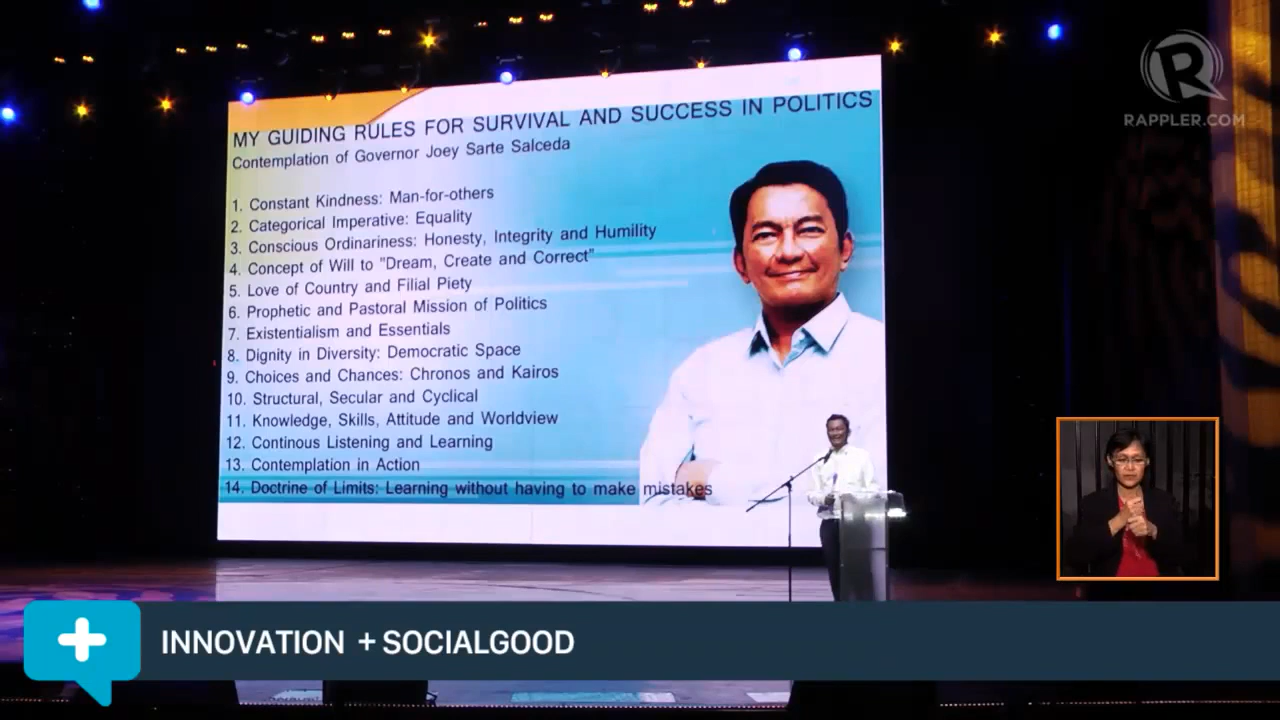 R
RAPPLER.COM
MY GUIDING RULES FOR SURVIVAL AND SUCCESS IN POLITICS
Contemplation of Governor Joey Sarte Salceda
1. Constant Kindness: Man-for-others
2. Categorical Imperative: Equality
3. Conscious Ordinariness: Honesty, Integrity and Humility
4. Concept of Will to "Dream, Create and Correct"
5. Love of Country and Filial Piety
6. Prophetic and Pastoral Mission of Politics
7. Existentialism and Essentials
8. Dignity in Diversity: Democratic Space
9. Choices and Chances: Chronos and Kairos
10. Structural, Secular and Cyclical
11. Knowledge, Skills, Attitude and Worldview
12. Continous Listening and Learning
13. Contemplation in Action
14. Doctrine of Limits: Learning without having to make mistakes
INNOVATION + SOCIALGOOD